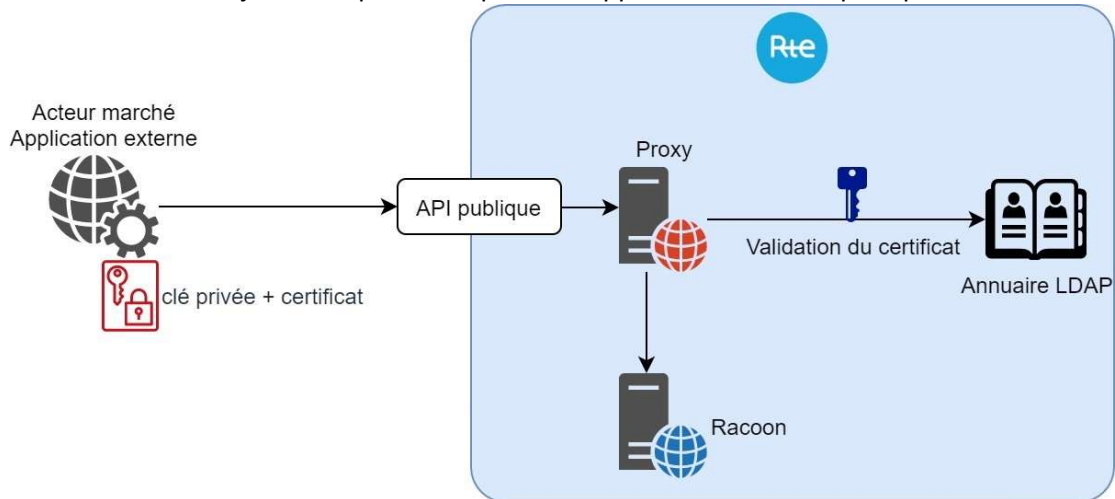 Rte
Acteur marché
Application externe
Proxy
API publique
Validation du certificat
Annuaire LDAP
clé privée + certificat
Racoon